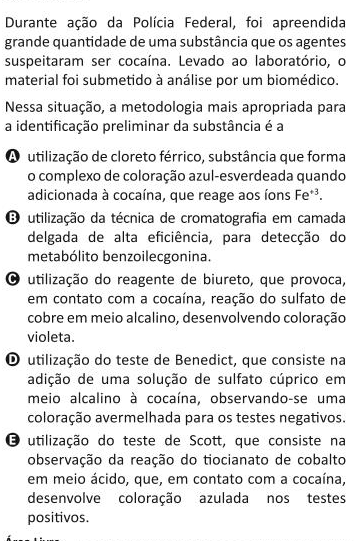 Durante ação da Polícia Federal, foi apreendida
grande quantidade de uma substância que os agentes
suspeitaram ser cocaína. Levado ao laboratório, o
material foi submetido à análise por um biomédico.
Nessa situação, a metodologia mais apropriada para
a identificação preliminar da substância é a
A utilização de cloreto férrico, substância que forma
o complexo de coloração azul-esverdeada quando
adicionada à cocaína, que reage aos íons Fe⁺³.
B utilização da técnica de cromatografia em camada
delgada de alta eficiência, para detecção do
metabólito benzoilecgonina.
C utilização do reagente de biureto, que provoca,
em contato com a cocaína, reação do sulfato de
cobre em meio alcalino, desenvolvendo coloração
violeta.
D utilização do teste de Benedict, que consiste na
adição de uma solução de sulfato cúprico em
meio alcalino à cocaína, observando-se uma
coloração avermelhada para os testes negativos.
E utilização do teste de Scott, que consiste na
observação da reação do tiocianato de cobalto
em meio ácido, que, em contato com a cocaína,
desenvolve coloração azulada nos testes
positivos.